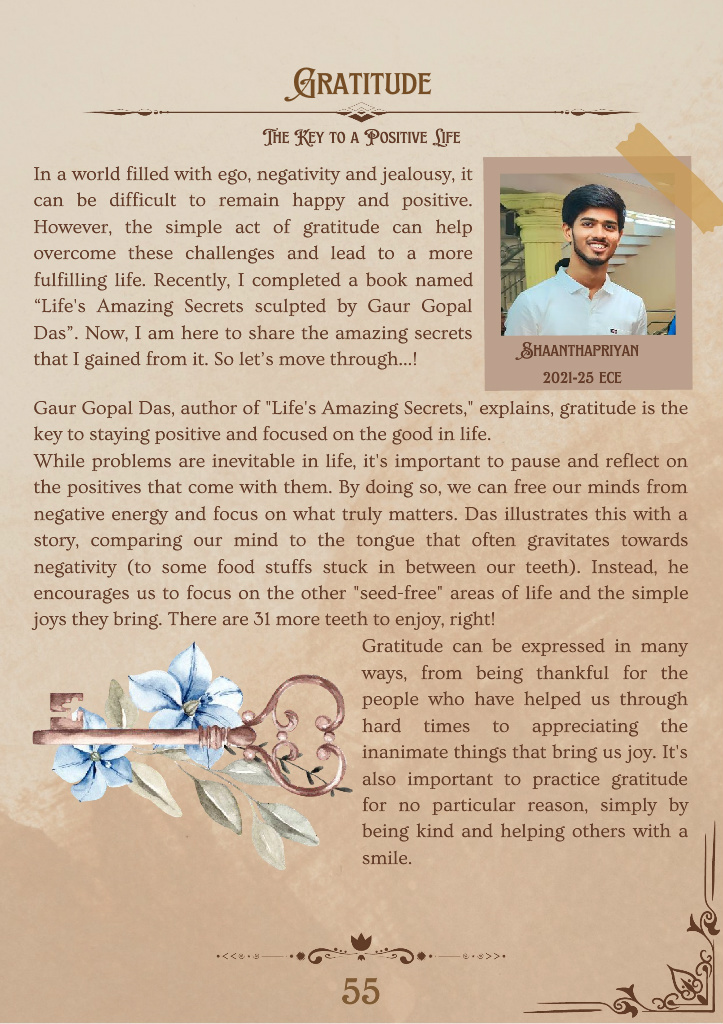 Gratitude
The Key to a Positive Life
In a world filled with ego, negativity and jealousy, it
can be difficult to remain happy and positive.
However, the simple act of gratitude can help
overcome these challenges and lead to a more
fulfilling life. Recently, I completed a book named
“Life's Amazing Secrets sculpted by Gaur Gopal
Das”. Now, I am here to share the amazing secrets
that I gained from it. So let’s move through...!
Shaanthapriyan
2021-25 ECE
Gaur Gopal Das, author of "Life's Amazing Secrets," explains, gratitude is the
key to staying positive and focused on the good in life.
While problems are inevitable in life, it's important to pause and reflect on
the positives that come with them. By doing so, we can free our minds from
negative energy and focus on what truly matters. Das illustrates this with a
story, comparing our mind to the tongue that often gravitates towards
negativity (to some food stuffs stuck in between our teeth). Instead, he
encourages us to focus on the other "seed-free" areas of life and the simple
joys they bring. There are 31 more teeth to enjoy, right!
Gratitude can be expressed in many
ways, from being thankful for the
people who have helped us through
hard times to appreciating the
inanimate things that bring us joy. It's
also important to practice gratitude
for no particular reason, simply by
being kind and helping others with a
smile.
55